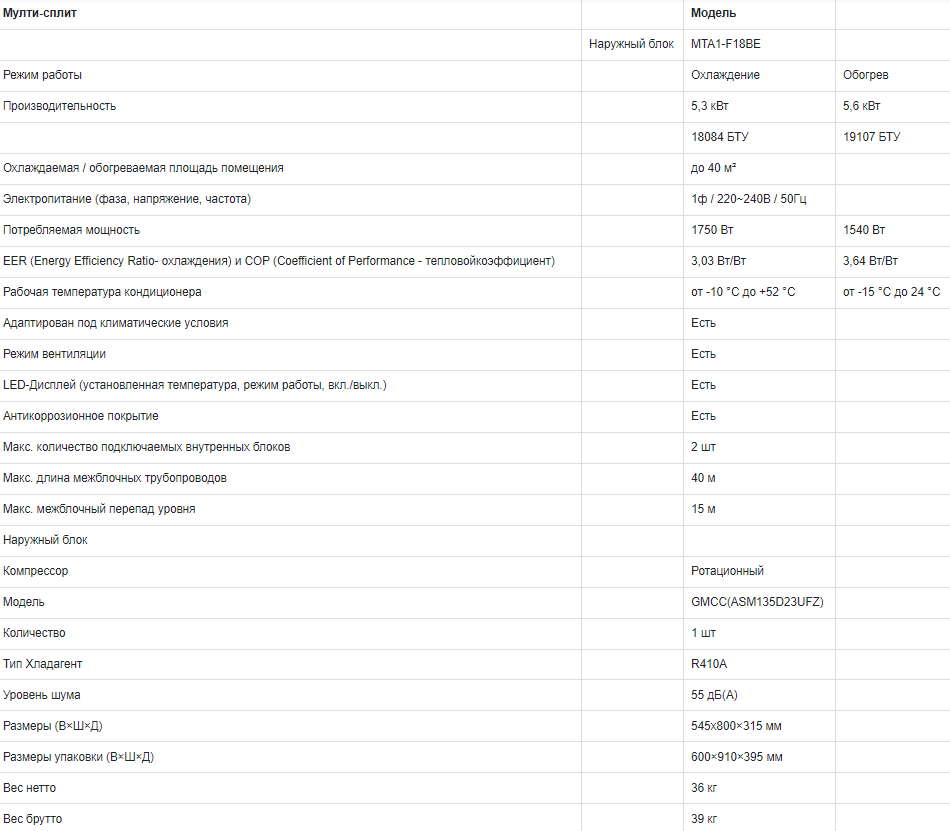 Мулти-сплит Модель
Наружный блок MTA1-F18BE
Режим работы Охлаждение Обогрев
Производительность 5,3 кВт 5,6 кВт
18084 БТУ 19107 БТУ
Охлаждаемая / обогреваемая площадь помещения до 40 м²
Электропитание (фаза, напряжение, частота) 1ф / 220~240В / 50Гц
Потребляемая мощность 1750 Вт 1540 Вт
EER (Energy Efficiency Ratio- охлаждения) и COP (Coefficient of Performance - тепловойкоэффициент) 3,03 Вт/Вт 3,64 Вт/Вт
Рабочая температура кондиционера от -10 °C до +52 °C от -15 °C до 24 °C
Адаптирован под климатические условия Есть
Режим вентиляции Есть
LED-Дисплей (установленная температура, режим работы, вкл./выкл.) Есть
Антикоррозионное покрытие Есть
Макс. количество подключаемых внутренных блоков 2 шт
Макс. длина межблочных трубопроводов 40 м
Макс. межблочный перепад уровня 15 м
Наружный блок
Компрессор Ротационный
Модель GMCC(ASM135D23UFZ)
Количество 1 шт
Тип Хладагент R410A
Уровень шума 55 дБ(А)
Размеры (В×Ш×Д) 545x800×315 мм
Размеры упаковки (В×Ш×Д) 600×910×395 мм
Вес нетто 36 кг
Вес брутто 39 кг